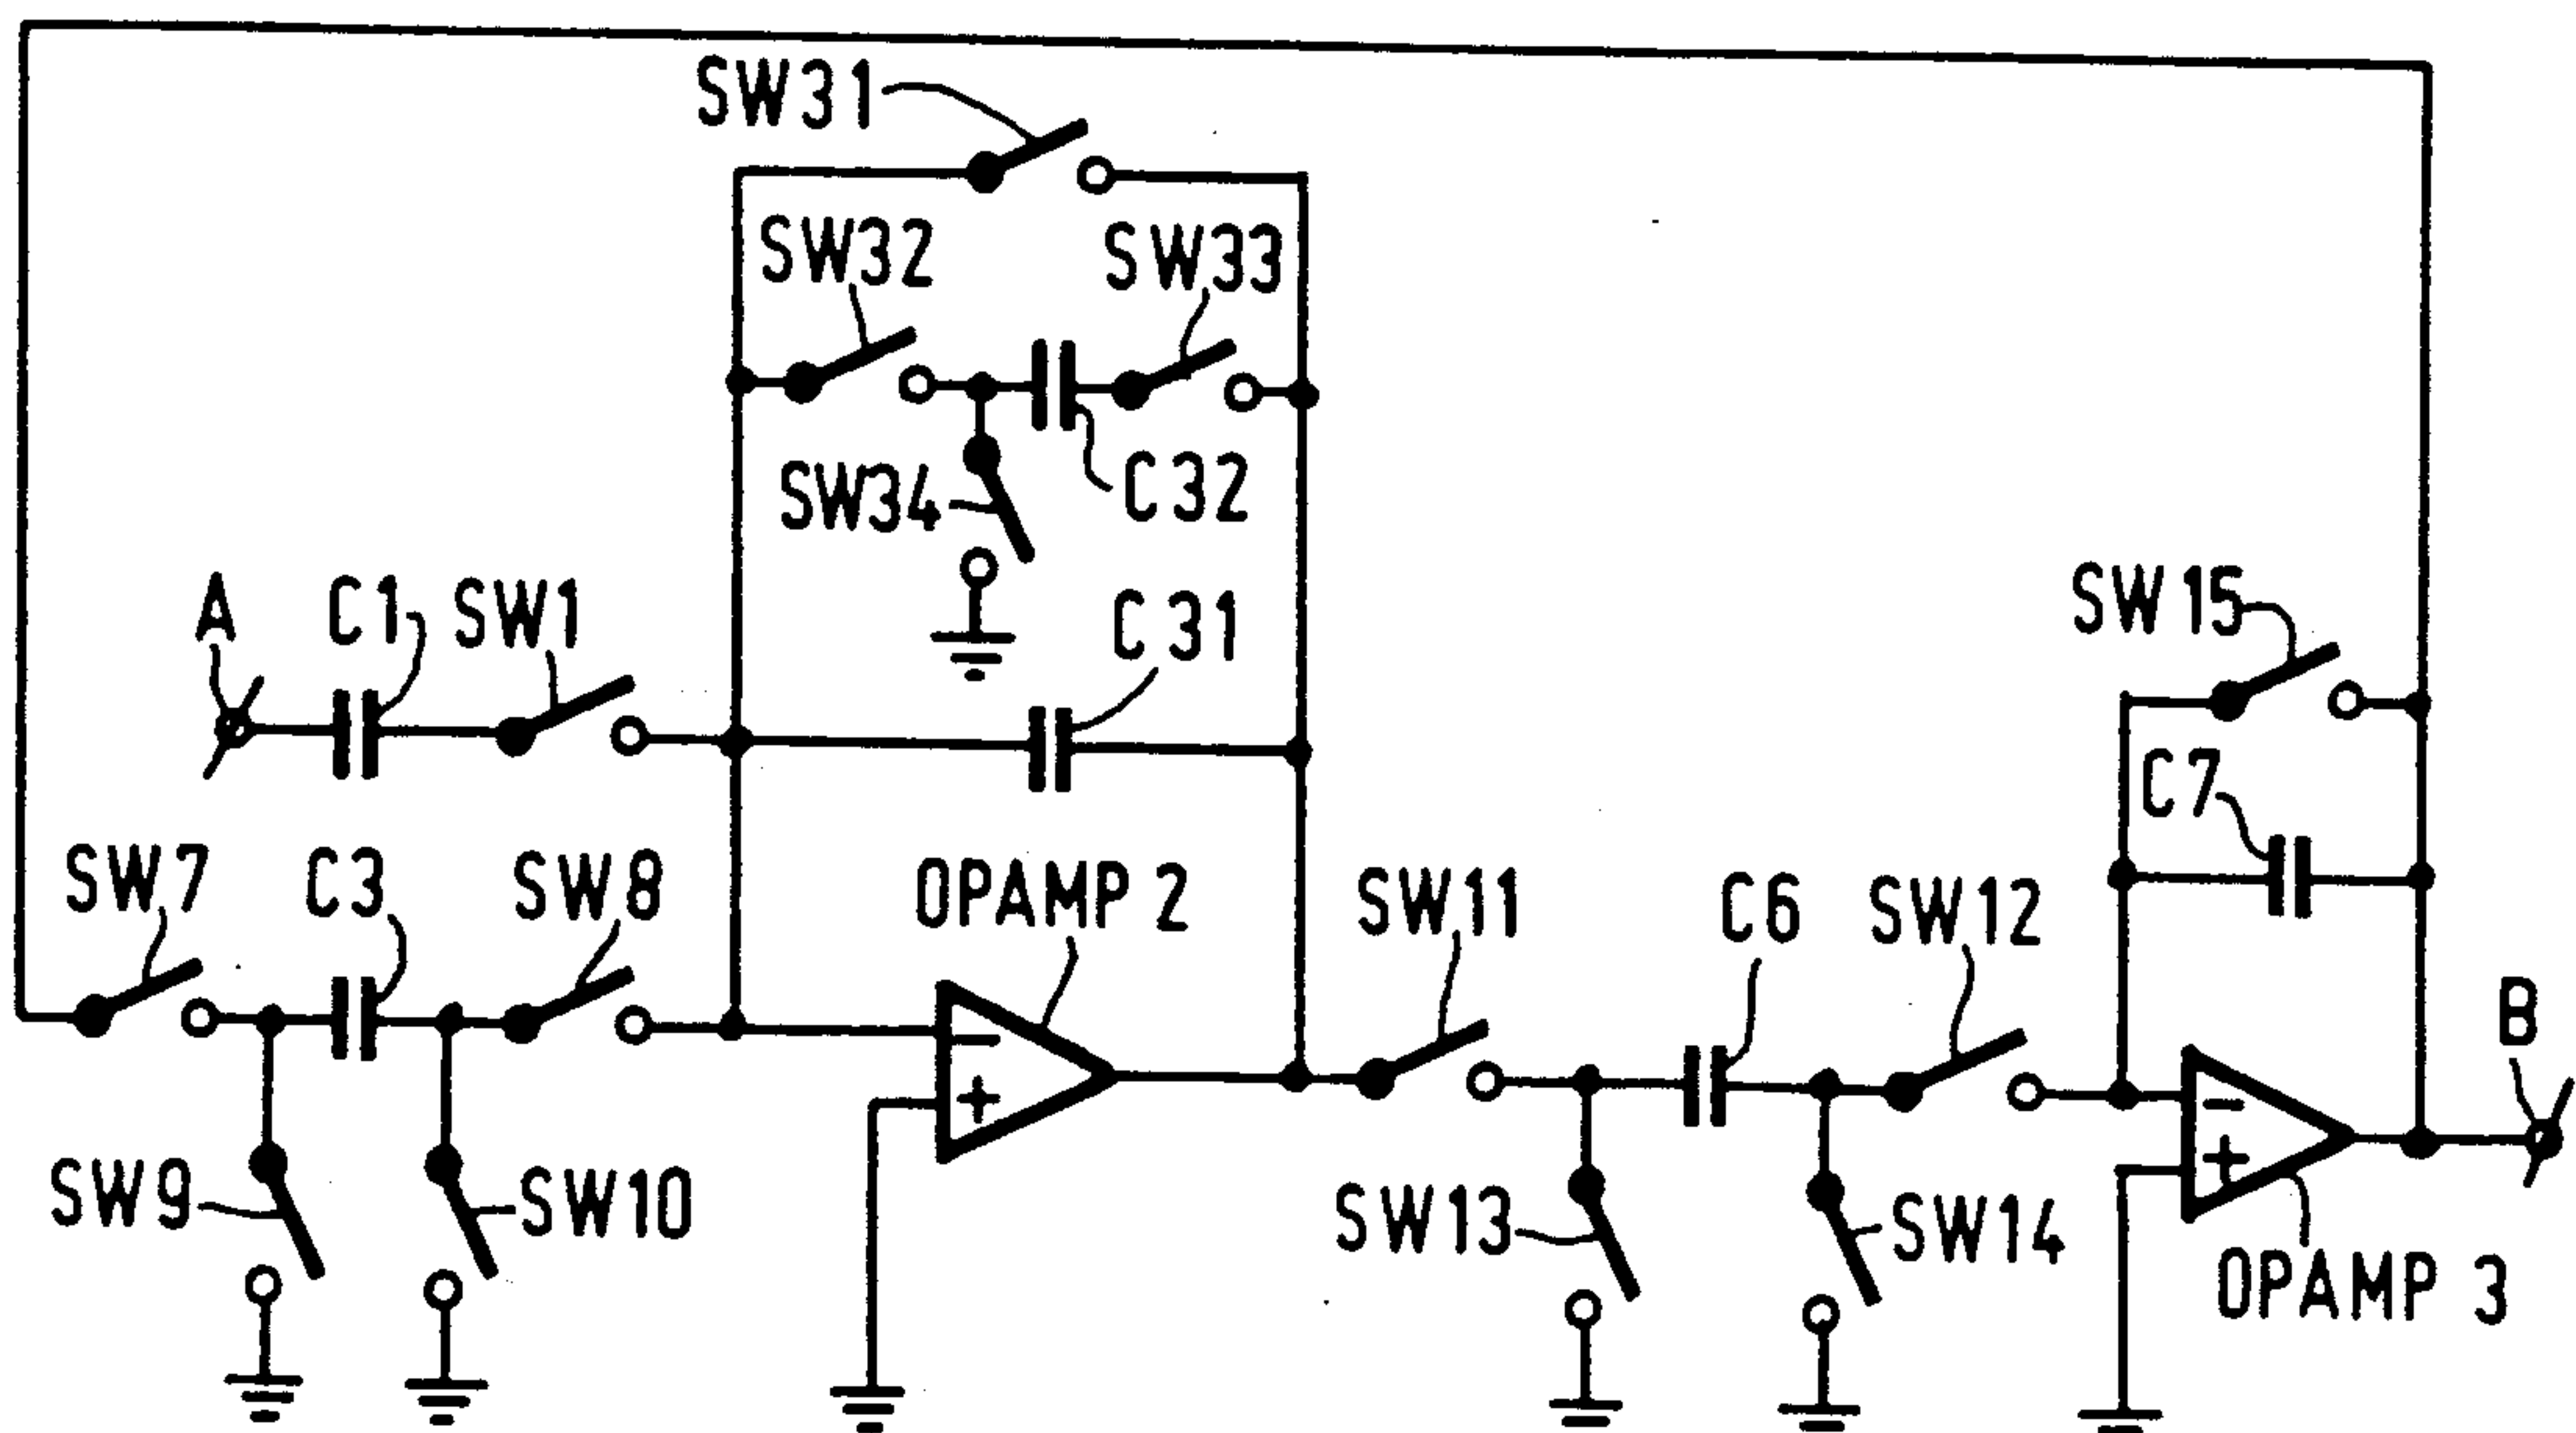 SW31
SW32
SW33
SW34
C32
A
C1
SW1
C31
SW15
C7
SW7
C3
SW8
OPAMP 2
SW11
C6
SW12
B
−
+
−
+
SW9
SW10
SW13
SW14
OPAMP 3